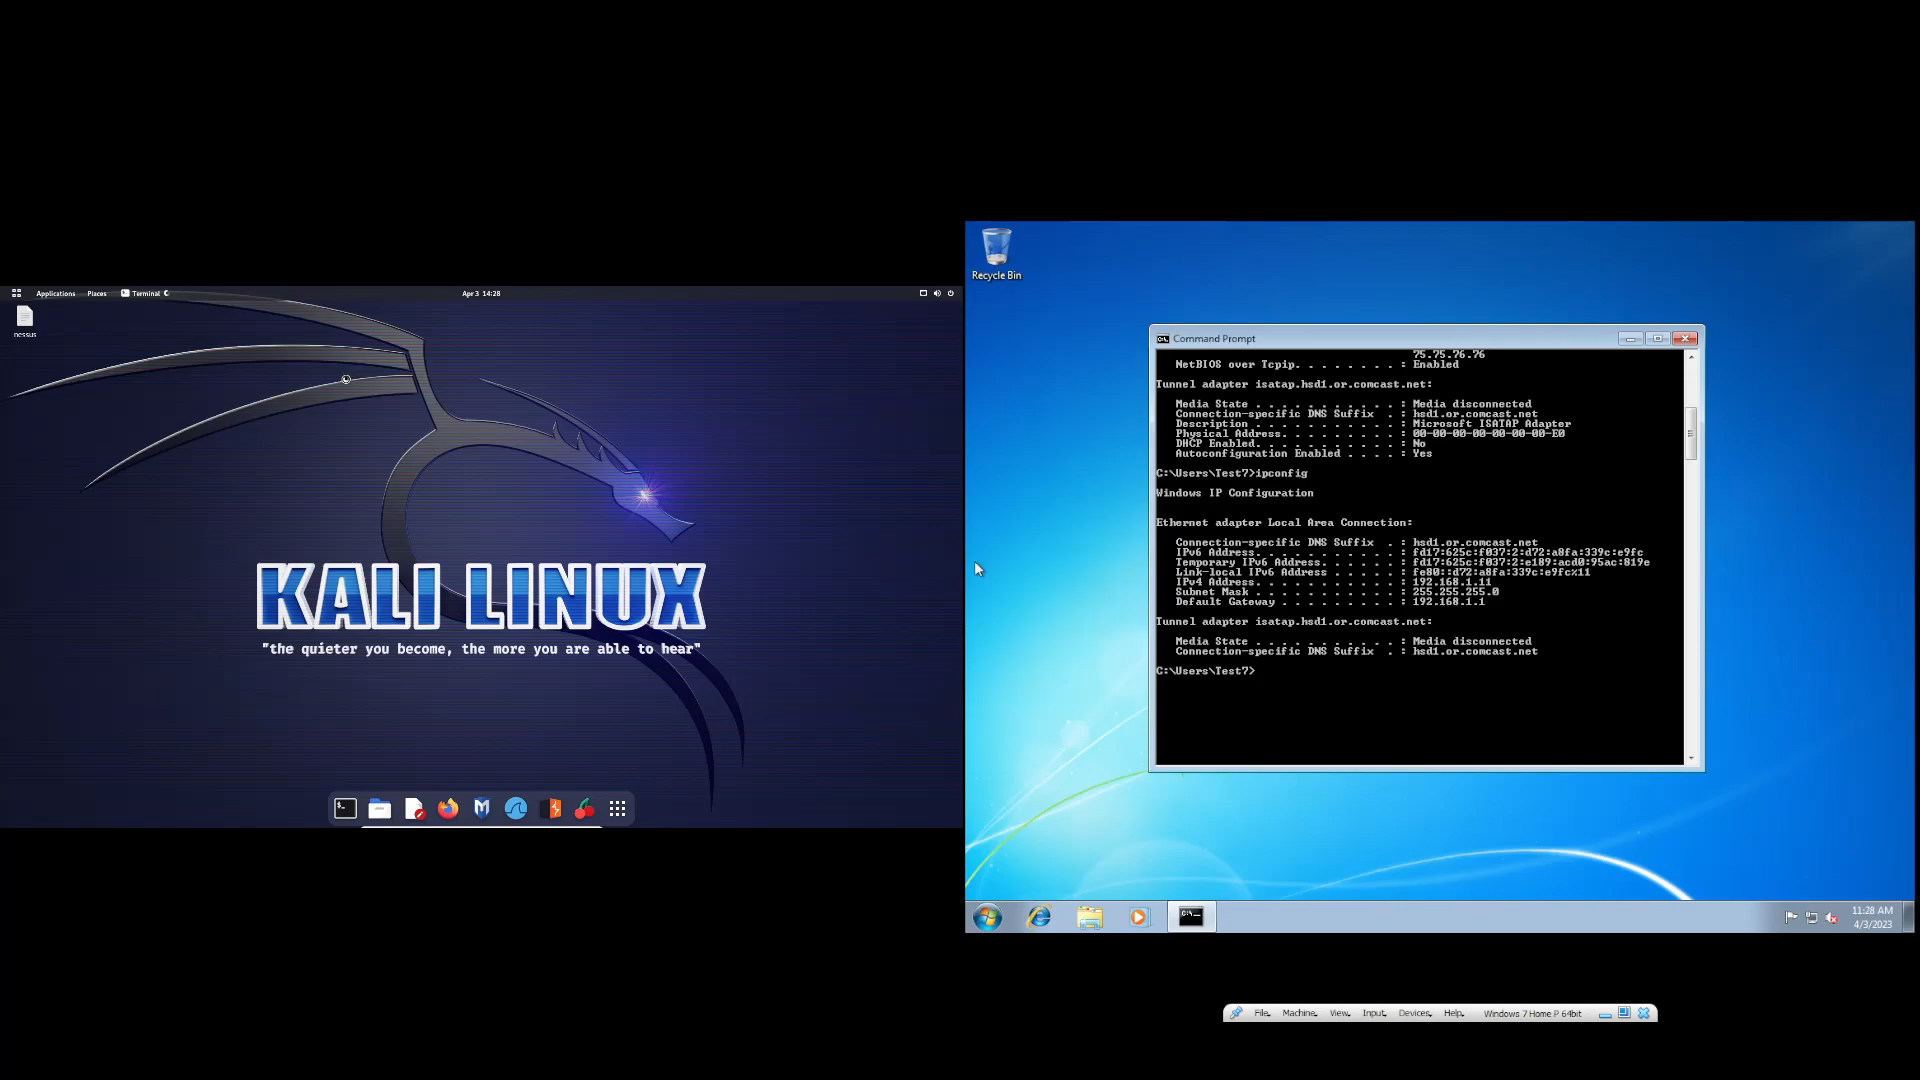 Applications Places Terminal
Apr 3 14:28
nessus
KALI LINUX
"the quieter you become, the more you are able to hear"
Recycle Bin
Command Prompt
75.75.76.76
NetBIOS over Tcpip. . . . . . . . : Enabled
Tunnel adapter isatap.hsd1.or.comcast.net:
Media State . . . . . . . . . . . : Media disconnected
Connection-specific DNS Suffix  . : hsd1.or.comcast.net
Description . . . . . . . . . . . : Microsoft ISATAP Adapter
Physical Address. . . . . . . . . : 00-00-00-00-00-00-00-E0
DHCP Enabled. . . . . . . . . . . : No
Autoconfiguration Enabled . . . . : Yes
C:\Users\Test7>ipconfig
Windows IP Configuration
Ethernet adapter Local Area Connection:
Connection-specific DNS Suffix  . : hsd1.or.comcast.net
IPv6 Address. . . . . . . . . . . : fd17:625c:f037:2:d72:a8fa:339c:e9fc
Temporary IPv6 Address. . . . . . : fd17:625c:f037:2:e189:acd0:95ac:819e
Link-local IPv6 Address . . . . . : fe80::d72:a8fa:339c:e9fc%11
IPv4 Address. . . . . . . . . . . : 192.168.1.11
Subnet Mask . . . . . . . . . . . : 255.255.255.0
Default Gateway . . . . . . . . . : 192.168.1.1
Tunnel adapter isatap.hsd1.or.comcast.net:
Media State . . . . . . . . . . . : Media disconnected
Connection-specific DNS Suffix  . : hsd1.or.comcast.net
C:\Users\Test7>
11:28 AM
4/3/2023
File Machine View Input Devices Help Windows 7 Home P 64bit